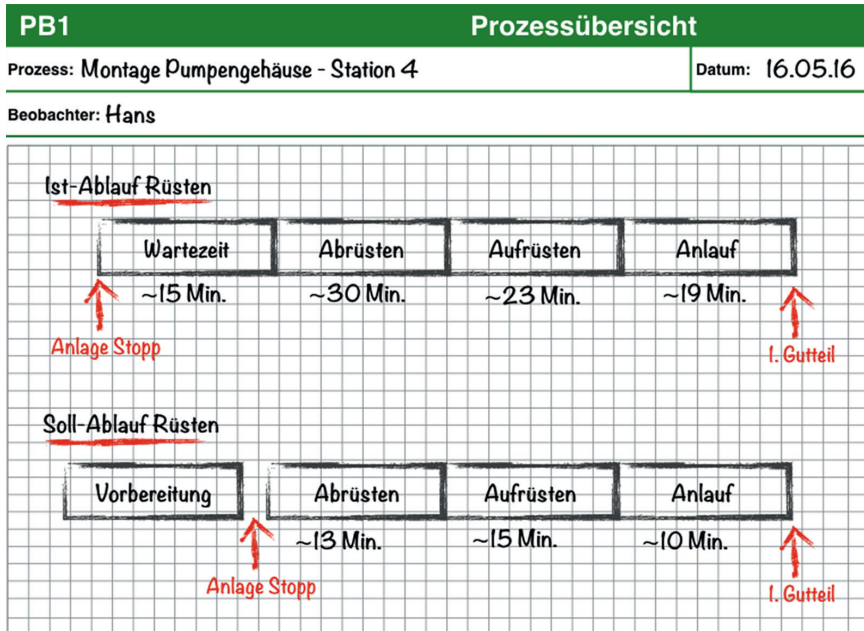 PB1 Prozessübersicht
Prozess: Montage Pumpengehäuse - Station 4 Datum: 16.05.16
Beobachter: Hans
Ist-Ablauf Rüsten
Wartezeit Abrüsten Aufrüsten Anlauf
~15 Min. ~30 Min. ~23 Min. ~19 Min.
Anlage Stopp 1. Gutteil
Soll-Ablauf Rüsten
Vorbereitung Abrüsten Aufrüsten Anlauf
~13 Min. ~15 Min. ~10 Min.
Anlage Stopp 1. Gutteil